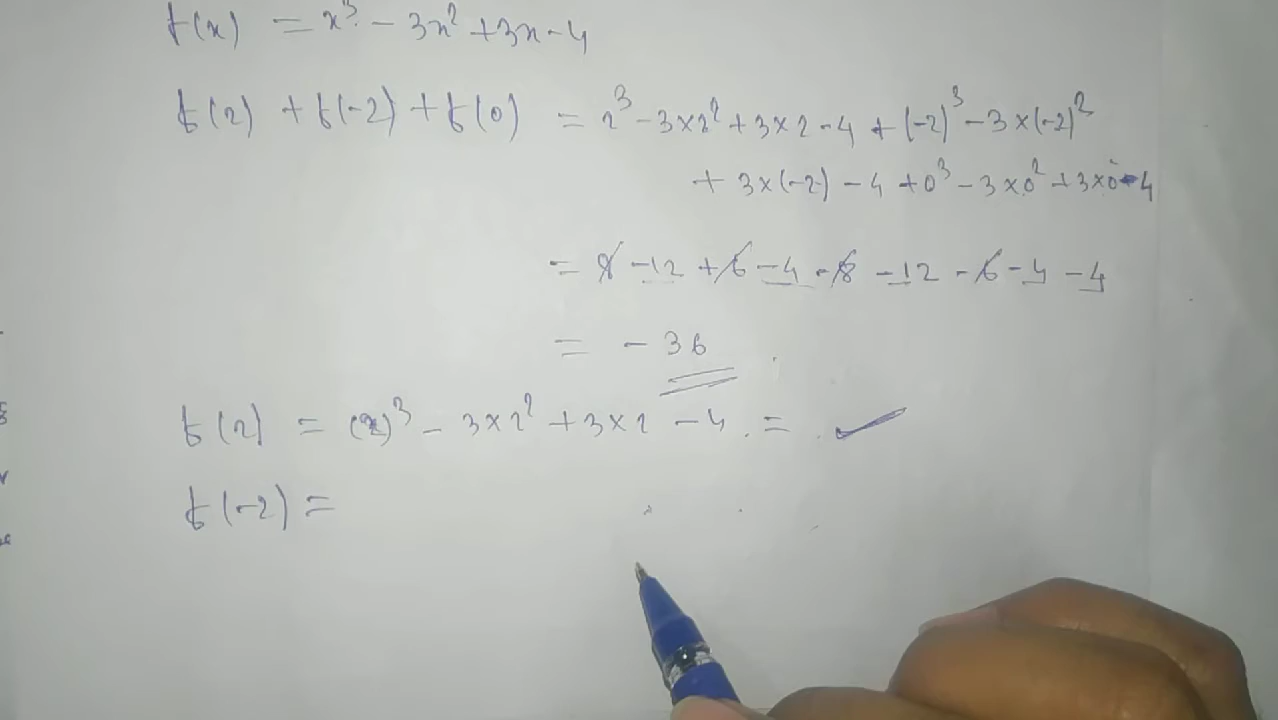 f(x) = x³ - 3x² + 3x - 4
f(2) + f(-2) + f(0) = 2³ - 3×2² + 3×2 - 4 + (-2)³ - 3×(-2)²
+ 3×(-2) - 4 + 0³ - 3×0² + 3×0 - 4
= 8 - 12 + 6 - 4 - 8 - 12 - 6 - 4 - 4
= - 36
f(2) = (2)³ - 3×2² + 3×2 - 4 . =
f(-2) =